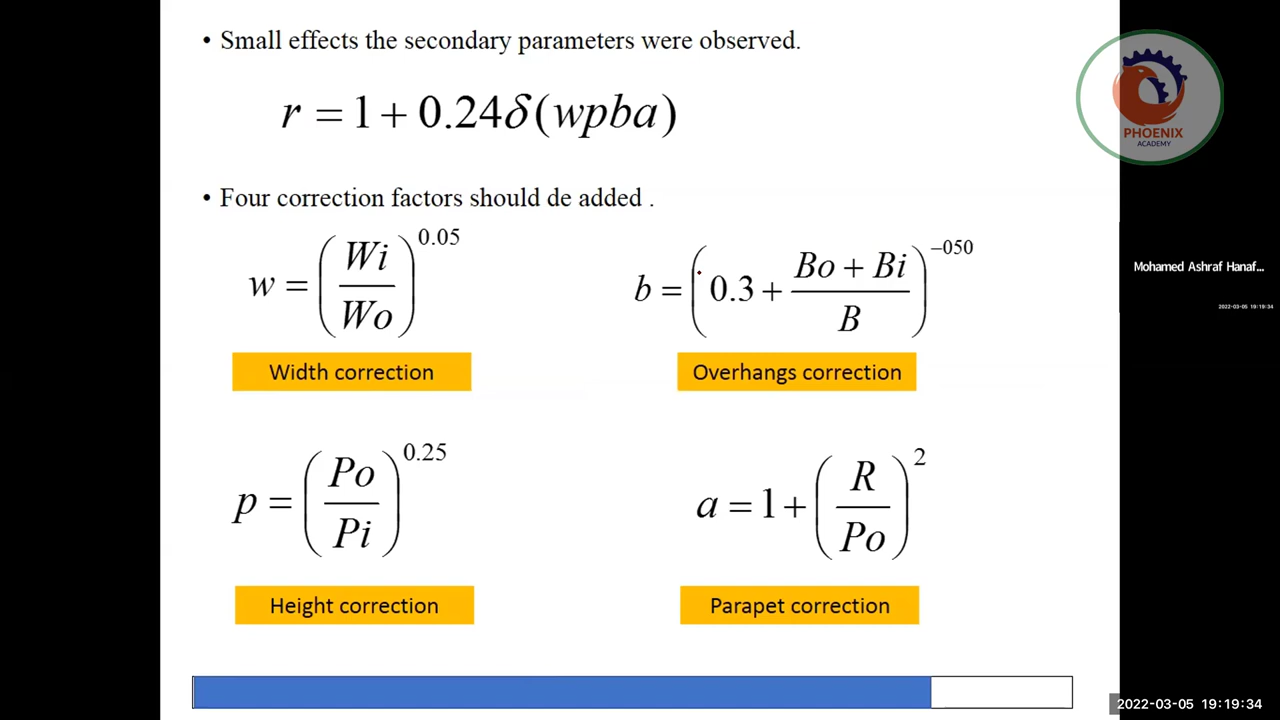 • Small effects the secondary parameters were observed.
r = 1 + 0.24δ(wpba)
• Four correction factors should de added .
w = (Wi / Wo)^0.05
b = (0.3 + (Bo + Bi) / B)^−050
Width correction
Overhangs correction
p = (Po / Pi)^0.25
a = 1 + (R / Po)^2
Height correction
Parapet correction
PHOENIX
ACADEMY
Mohamed Ashraf Hanaf...
2022-03-05 19:19:34
2022-03-05 19:19:34